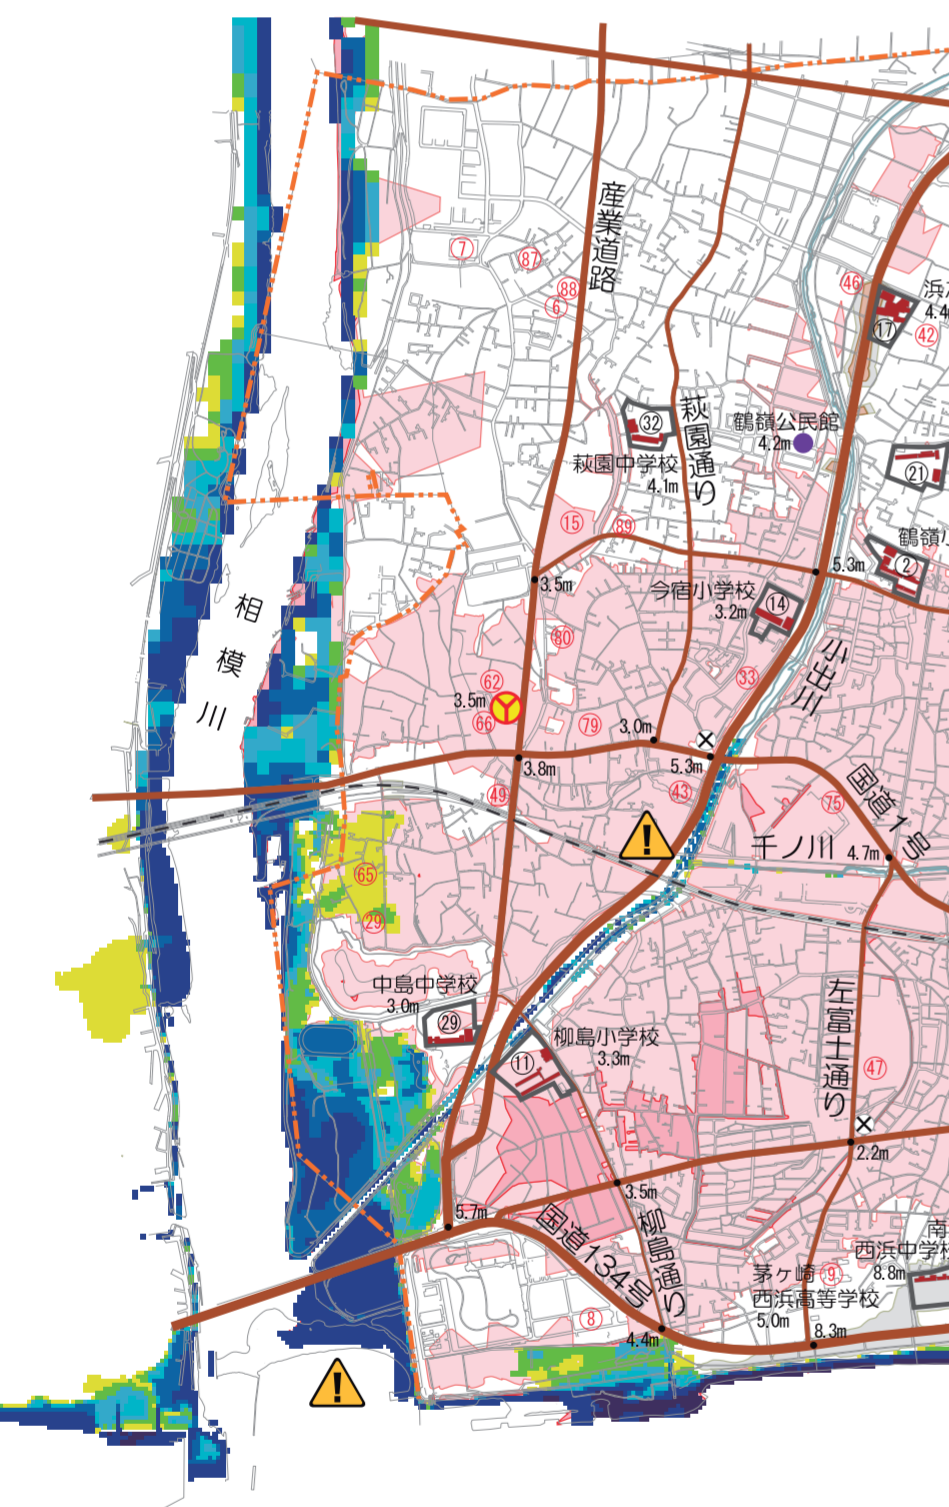 産業道路
7
87
88
6
46
17
浜
4.4
42
32
萩園通り
鶴嶺公民館
4.2m
萩園中学校
4.1m
21
15
89
鶴嶺
3.5m
5.3m
2
今宿小学校
3.2m
14
相模川
80
小出川
62
33
3.5m
66
79
3.0m
3.8m
5.3m
49
43
75
国道1号
千ノ川
4.7m
65
29
中島中学校
3.0m
29
左富士通り
柳島小学校
3.3m
11
47
2.2m
3.5m
5.7m
国道134号
柳島通り
南
西浜中学校
8.8m
茅ヶ崎
9
西浜高等学校
5.0m
8
4.4m
8.3m